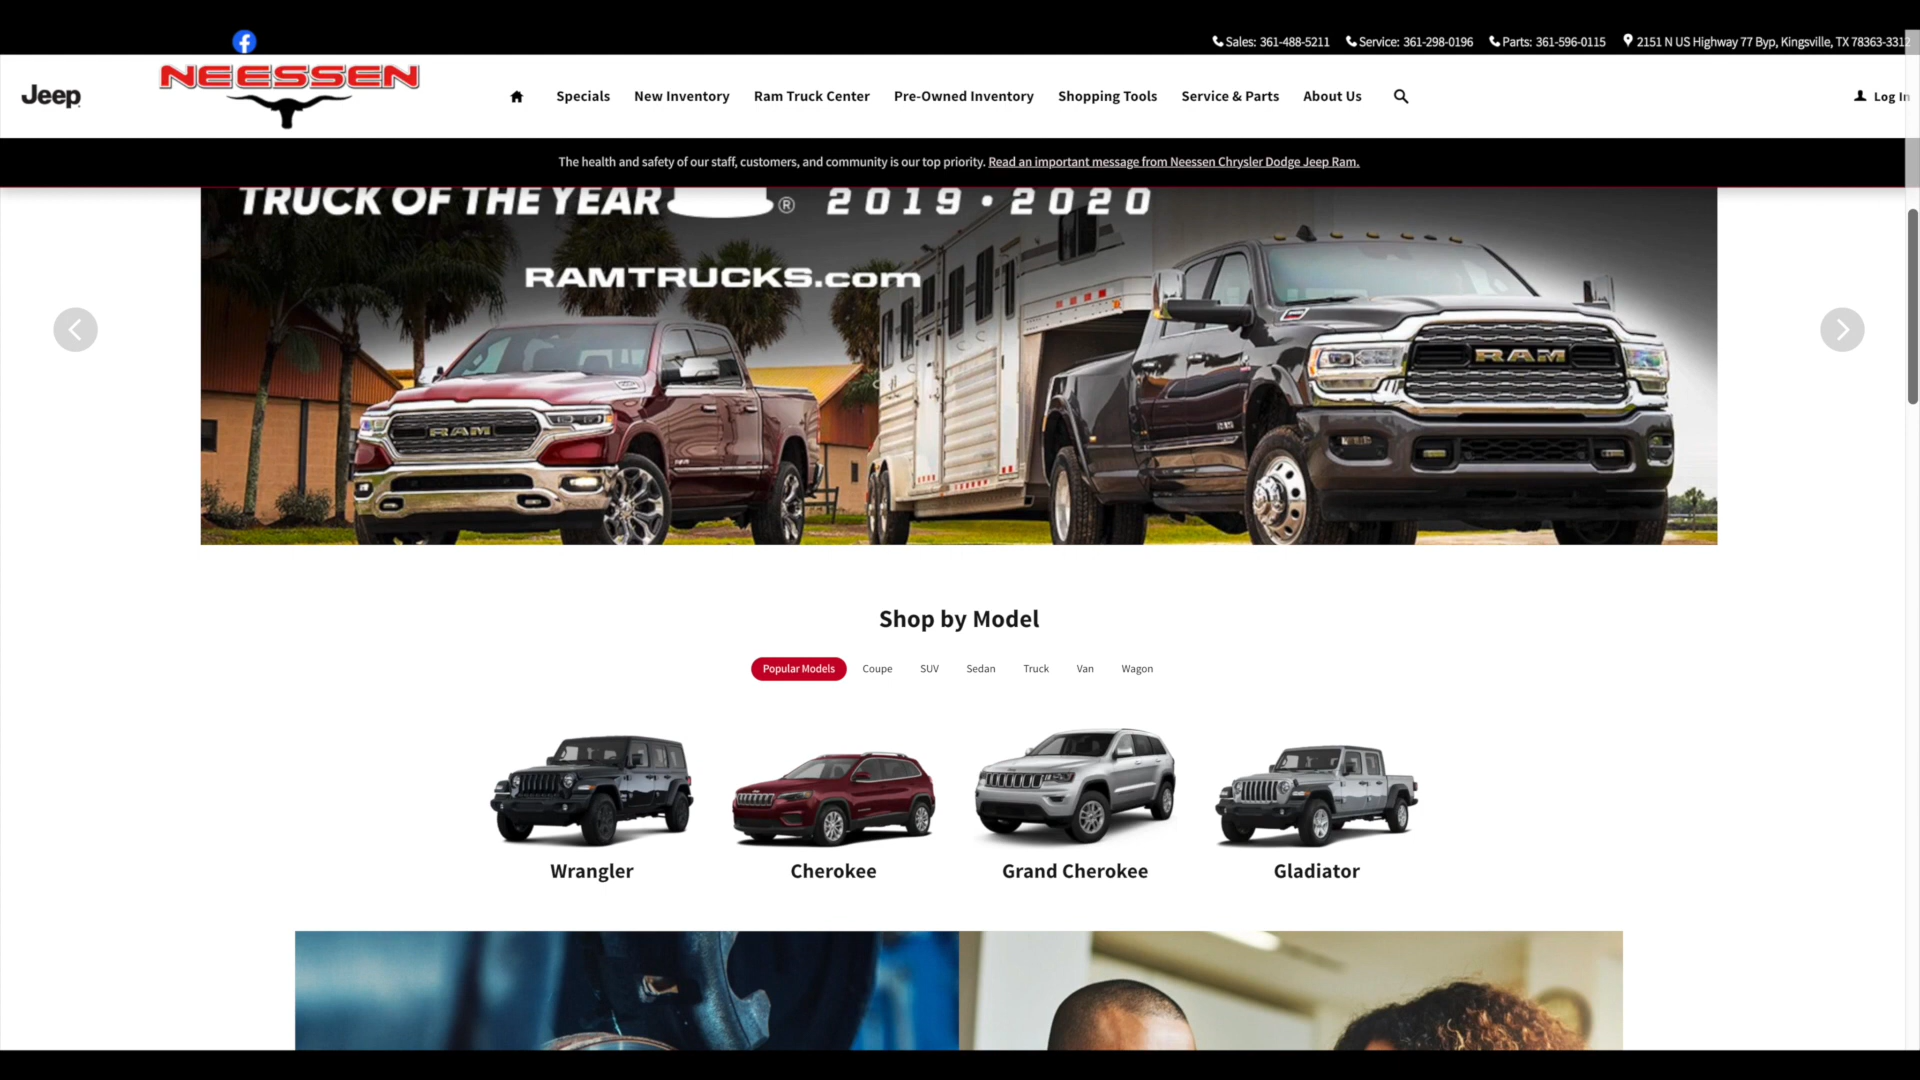 Sales: 361-488-5211 Service: 361-298-0196 Parts: 361-596-0115 2151 N US Highway 77 Byp, Kingsville, TX 78363-3312
Jeep
NEESSEN
Specials New Inventory Ram Truck Center Pre-Owned Inventory Shopping Tools Service & Parts About Us
Log In
The health and safety of our staff, customers, and community is our top priority. Read an important message from Neessen Chrysler Dodge Jeep Ram.
TRUCK OF THE YEAR ® 2019 • 2020
RAMTRUCKS.com
RAM
RAM
Shop by Model
Popular Models Coupe SUV Sedan Truck Van Wagon
Wrangler Cherokee Grand Cherokee Gladiator